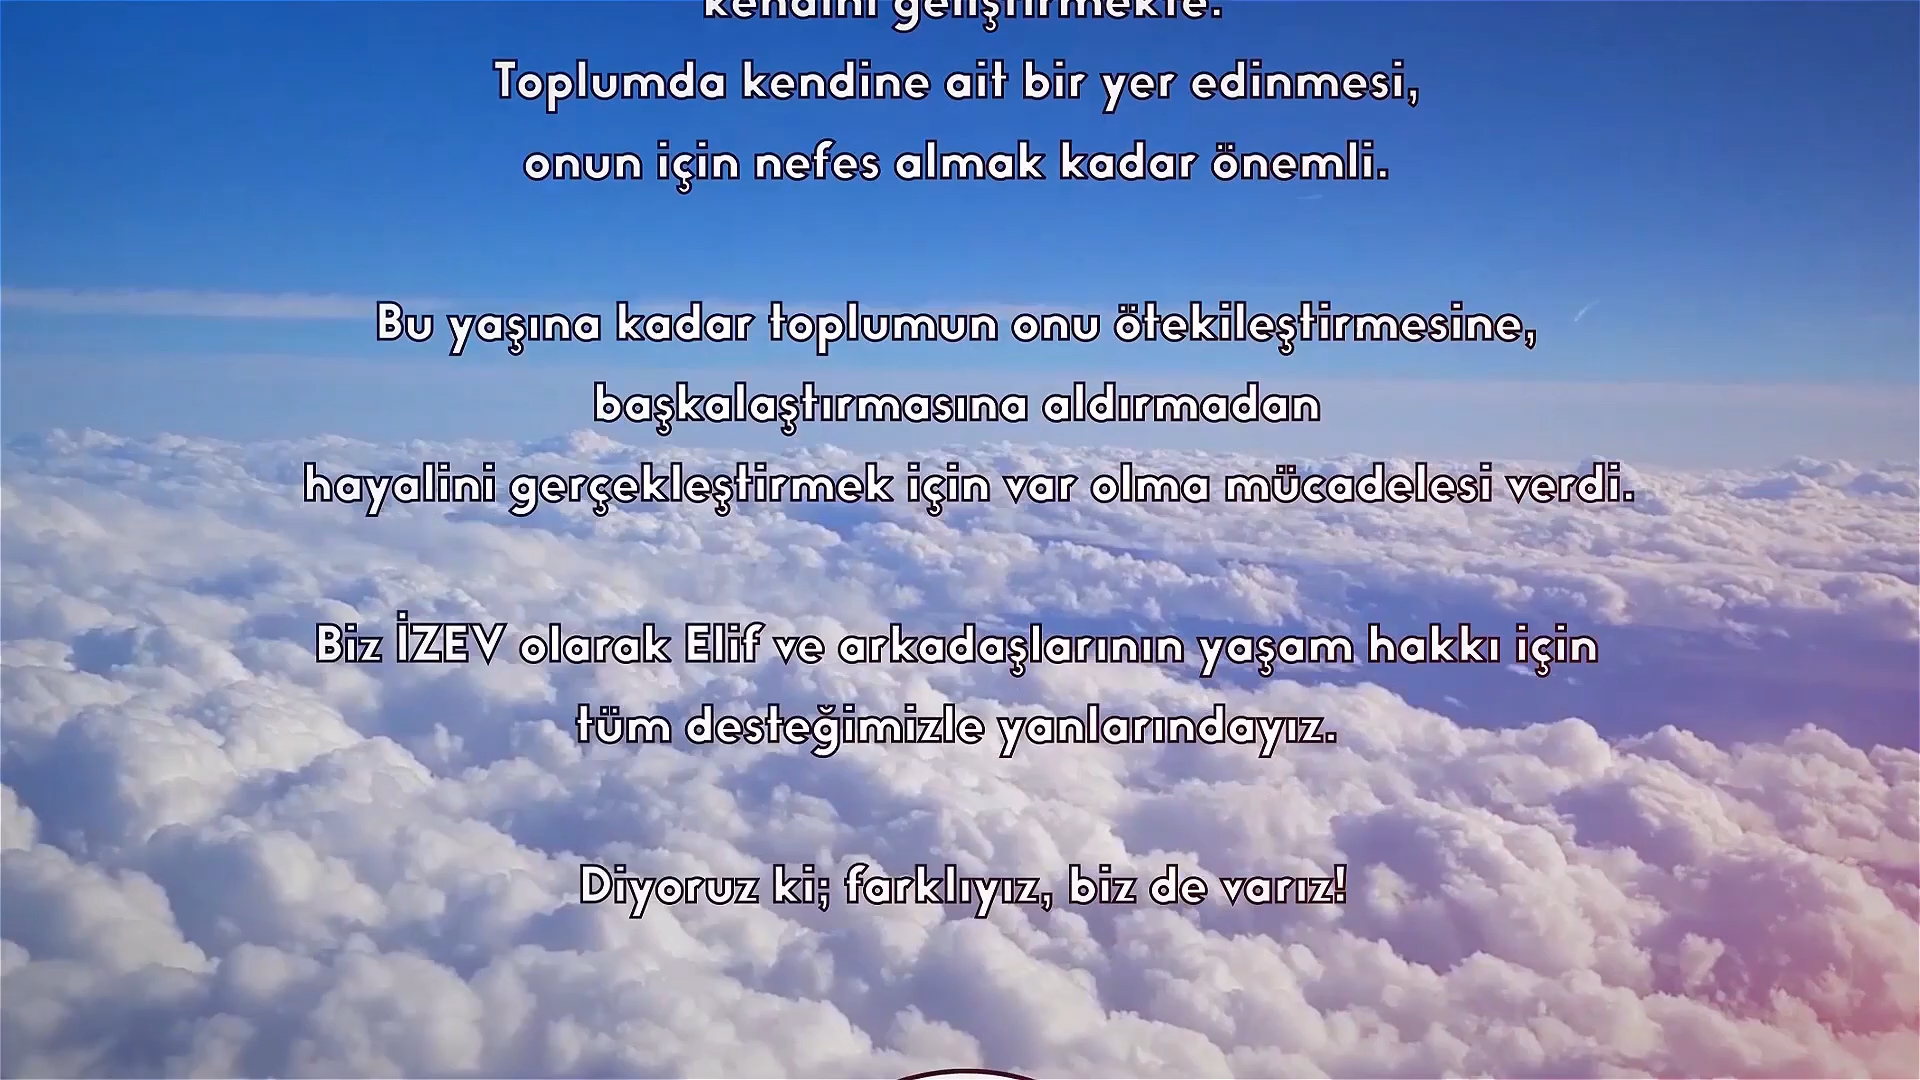 kendini geliştirmekte.
Toplumda kendine ait bir yer edinmesi,
onun için nefes almak kadar önemli.
Bu yaşına kadar toplumun onu ötekileştirmesine,
başkalaştırmasına aldırmadan
hayalini gerçekleştirmek için var olma mücadelesi verdi.
Biz İZEV olarak Elif ve arkadaşlarının yaşam hakkı için
tüm desteğimizle yanlarındayız.
Diyoruz ki; farklıyız, biz de varız!